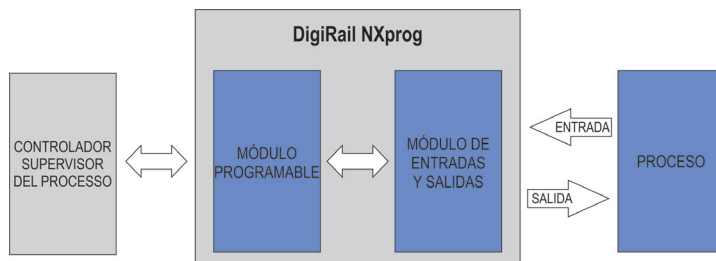 DigiRail NXprog
CONTROLADOR
SUPERVISOR
DEL PROCESSO
MÓDULO
PROGRAMABLE
MÓDULO DE
ENTRADAS
Y SALIDAS
ENTRADA
SALIDA
PROCESO